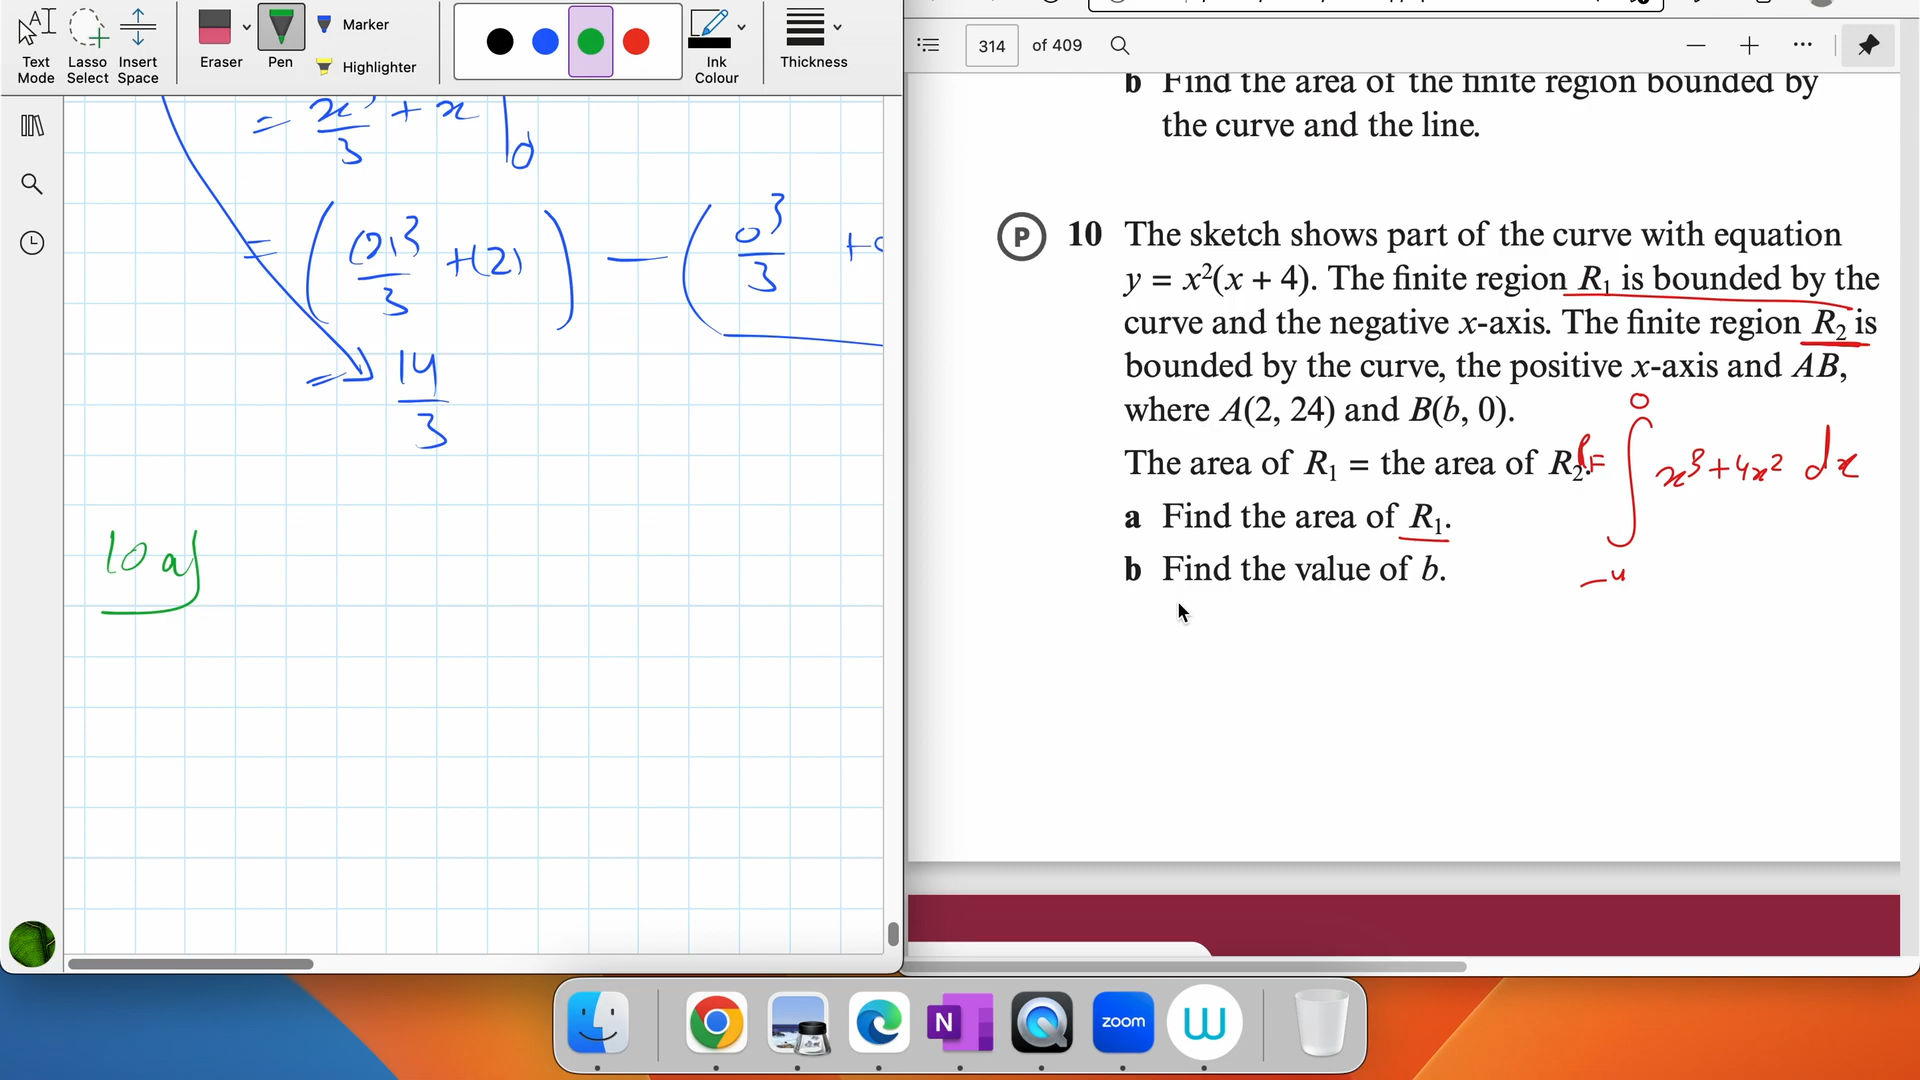 Text Mode
Lasso Select
Insert Space
Eraser
Pen
Marker
Highlighter
Ink Colour
Thickness
= x³/3 + x |0
= ((2)³/3 + (2)) — (0³/3 +
= 14/3
10 a)
314 of 409
b Find the area of the finite region bounded by
the curve and the line.
P 10 The sketch shows part of the curve with equation
y = x²(x + 4). The finite region R₁ is bounded by the
curve and the negative x-axis. The finite region R₂ is
bounded by the curve, the positive x-axis and AB,
where A(2, 24) and B(b, 0).
The area of R₁ = the area of R₂.
a Find the area of R₁.
b Find the value of b.
= ∫ 0 -4 x³+4x² dx
N
zoom
W